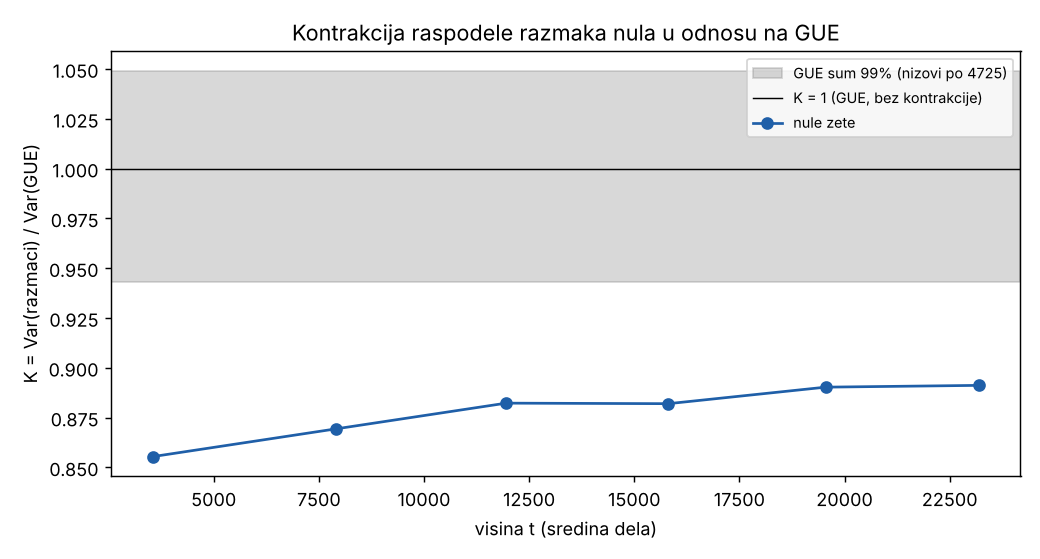 Kontrakcija raspodele razmaka nula u odnosu na GUE
GUE sum 99% (nizovi po 4725)
K = 1 (GUE, bez kontrakcije)
nule zete
K = Var(razmaci) / Var(GUE)
1.050
1.025
1.000
0.975
0.950
0.925
0.900
0.875
0.850
5000 7500 10000 12500 15000 17500 20000 22500
visina t (sredina dela)